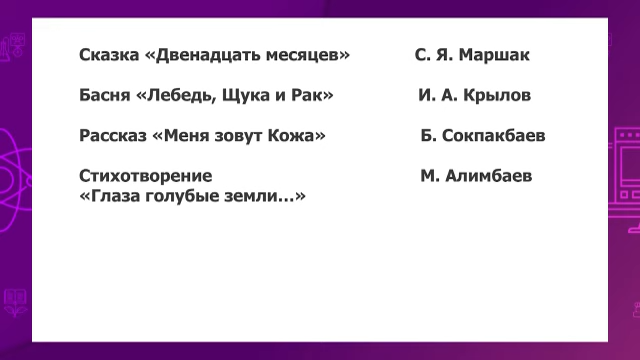 Сказка «Двенадцать месяцев» С. Я. Маршак
Басня «Лебедь, Щука и Рак» И. А. Крылов
Рассказ «Меня зовут Кожа» Б. Сокпакбаев
Стихотворение М. Алимбаев
«Глаза голубые земли…»